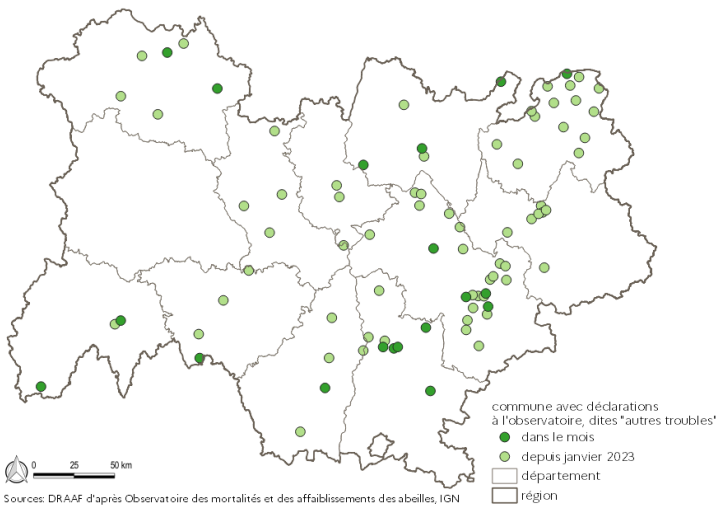 commune avec déclarations
à l'observatoire, dites "autres troubles"
dans le mois
depuis janvier 2023
département
région
0 25 50 km
Sources: DRAAF d'après Observatoire des mortalités et des affaiblissements des abeilles, IGN